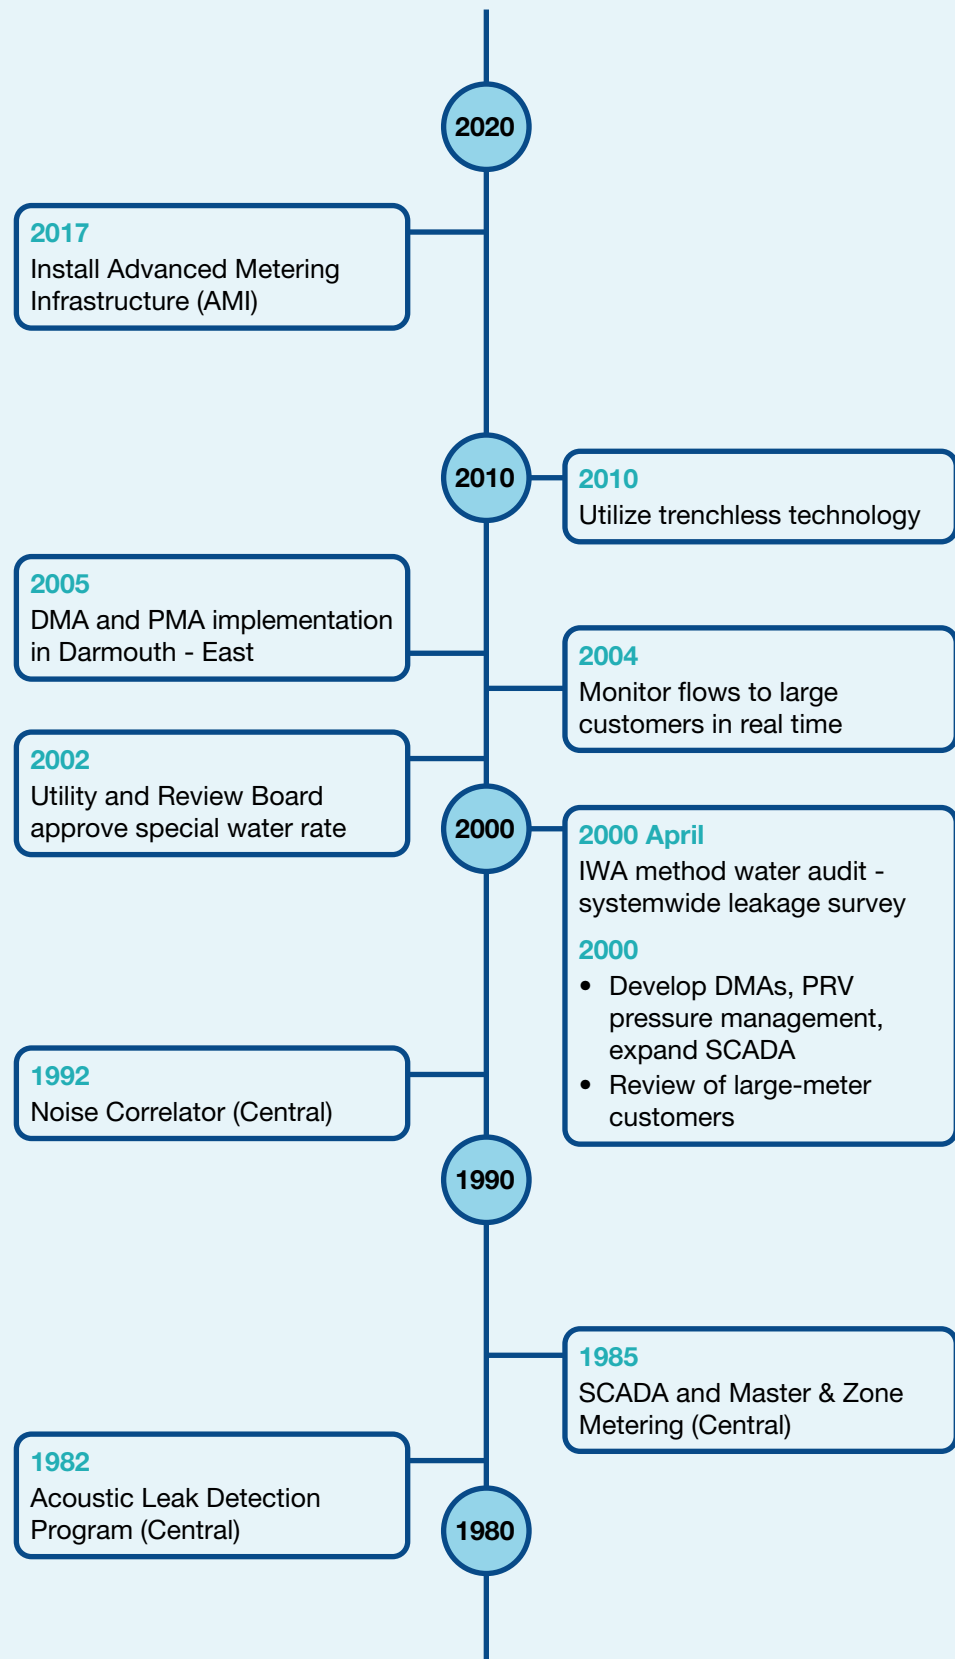 2020
2017
Install Advanced Metering
Infrastructure (AMI)
2010
2010
Utilize trenchless technology
2005
DMA and PMA implementation
in Darmouth - East
2004
Monitor flows to large
customers in real time
2002
Utility and Review Board
approve special water rate
2000
2000 April
IWA method water audit -
systemwide leakage survey
2000
• Develop DMAs, PRV
pressure management,
expand SCADA
• Review of large-meter
customers
1992
Noise Correlator (Central)
1990
1985
SCADA and Master & Zone
Metering (Central)
1982
Acoustic Leak Detection
Program (Central)
1980